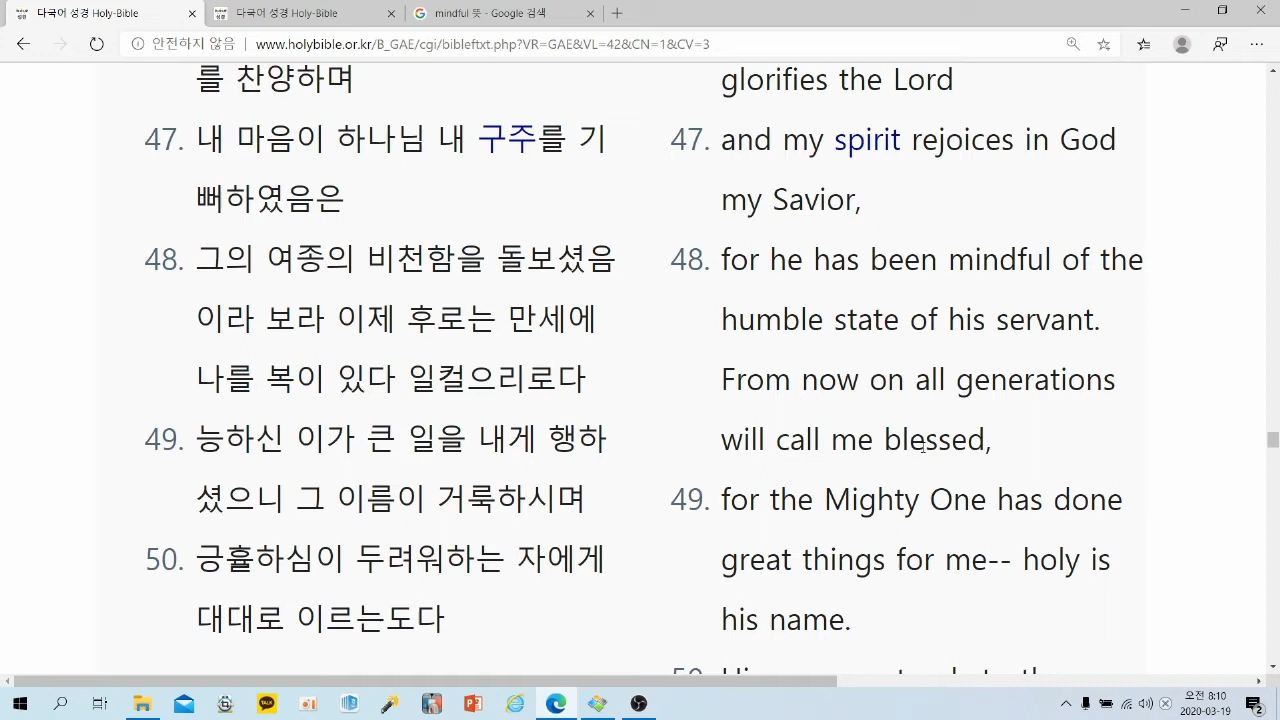 다국어 성경 Holy-Bible
다국어 성경 Holy-Bible
mindful 뜻 - Google 검색
안전하지 않음
www.holybible.or.kr/B_GAE/cgi/bibleftxt.php?VR=GAE&VL=42&CN=1&CV=3
를 찬양하며
47. 내 마음이 하나님 내 구주를 기
뻐하였음은
48. 그의 여종의 비천함을 돌보셨음
이라 보라 이제 후로는 만세에
나를 복이 있다 일컬으리로다
49. 능하신 이가 큰 일을 내게 행하
셨으니 그 이름이 거룩하시며
50. 긍휼하심이 두려워하는 자에게
대대로 이르는도다
glorifies the Lord
47. and my spirit rejoices in God
my Savior,
48. for he has been mindful of the
humble state of his servant.
From now on all generations
will call me blessed,
49. for the Mighty One has done
great things for me-- holy is
his name.
오전 8:10
2020-03-19